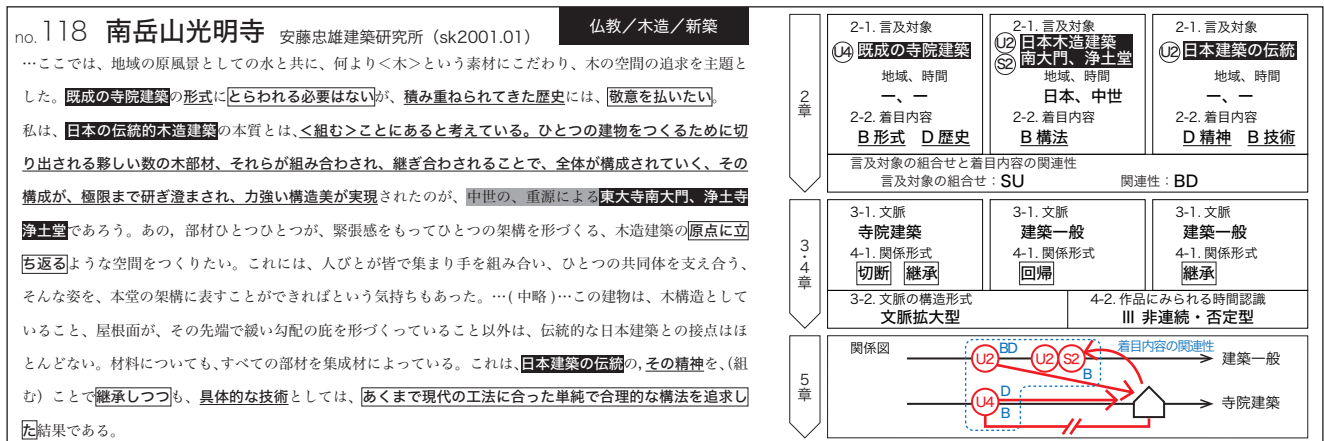 no.118 南岳山光明寺 安藤忠雄建築研究所（sk2001.01）
仏教／木造／新築
…ここでは、地域の原風景としての水と共に、何より<木>という素材にこだわり、木の空間の追求を主題と
した。既成の寺院建築の形式にとらわれる必要はないが、積み重ねられてきた歴史には、敬意を払いたい。
私は、日本の伝統的木造建築の本質とは、<組む>ことにあると考えている。ひとつの建物をつくるために切
り出される夥しい数の木部材、それらが組み合わされ、継ぎ合わされることで、全体が構成されていく、その
構成が、極限まで研ぎ澄まされ、力強い構造美が実現されたのが、中世の、重源による東大寺南大門、浄土寺
浄土堂であろう。あの，部材ひとつひとつが、緊張感をもってひとつの架構を形づくる、木造建築の原点に立
ち返るような空間をつくりたい。これには、人びとが皆で集まり手を組み合い、ひとつの共同体を支え合う、
そんな姿を、本堂の架構に表すことができればという気持ちもあった。…(中略)…この建物は、木構造として
いること、屋根面が、その先端で緩い勾配の庇を形づくっていること以外は、伝統的な日本建築との接点はほ
とんどない。材料についても、すべての部材を集成材によっている。これは、日本建築の伝統の，その精神を、（組
む）ことで継承しつつも、具体的な技術としては、あくまで現代の工法に合った単純で合理的な構法を追求し
た結果である。
2章
2-1. 言及対象
U4 既成の寺院建築
地域、時間
ー、ー
2-2. 着目内容
B 形式 D 歴史
2-1. 言及対象
U2 日本木造建築
S2 南大門、浄土堂
地域、時間
日本、中世
2-2. 着目内容
B 構法
2-1. 言及対象
U2 日本建築の伝統
地域、時間
ー、ー
2-2. 着目内容
D 精神 B 技術
言及対象の組合せと着目内容の関連性
言及対象の組合せ：SU 関連性：BD
3・4章
3-1. 文脈
寺院建築
4-1. 関係形式
切断 継承
3-1. 文脈
建築一般
4-1. 関係形式
回帰
3-1. 文脈
建築一般
4-1. 関係形式
継承
3-2. 文脈の構造形式
文脈拡大型
4-2. 作品にみられる時間認識
III 非連続・否定型
5章
関係図
着目内容の関連性
U2 BD U2 S2 B
建築一般
U4 D B
寺院建築